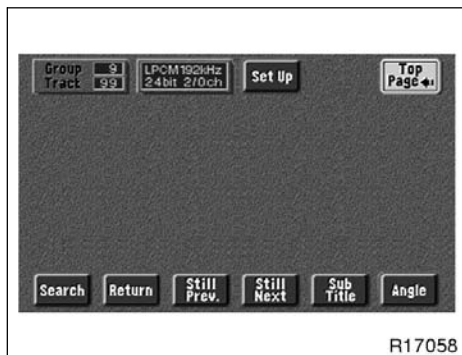 Group 9
Track 99
LPCM192kHz
24bit 2/0ch
Set Up
Top
Page
Search
Return
Still
Prev.
Still
Next
Sub
Title
Angle
R17058